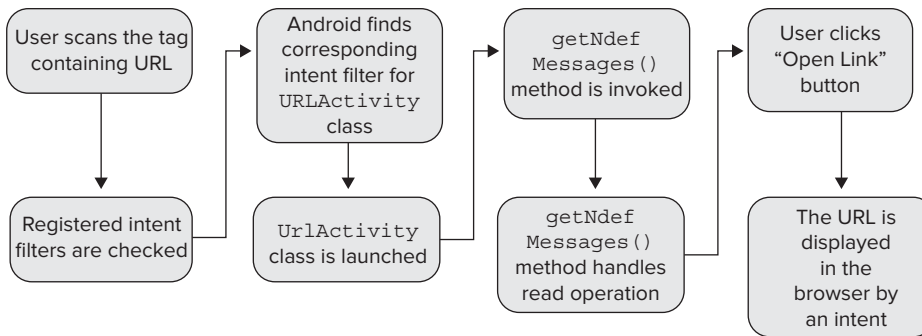 User scans the tag
containing URL
Registered intent
filters are checked
Android finds
corresponding
intent filter for
URLActivity
class
UrlActivity
class is launched
getNdef
Messages()
method is invoked
getNdef
Messages()
method handles
read operation
User clicks
“Open Link”
button
The URL is
displayed
in the
browser by
an intent